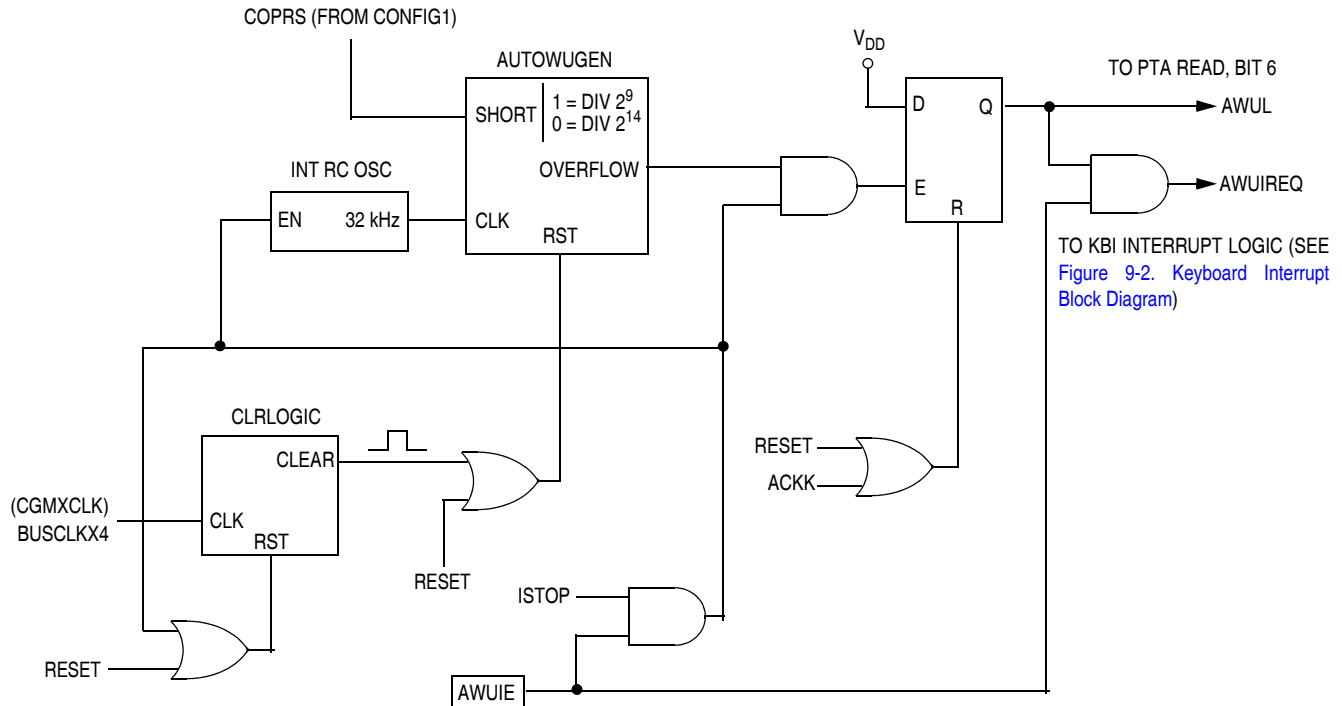 COPRS (FROM CONFIG1)
AUTOWUGEN
SHORT
1 = DIV 2^9
0 = DIV 2^14
OVERFLOW
CLK
RST
INT RC OSC
EN 32 kHz
V_DD
D Q
E
R
TO PTA READ, BIT 6
AWUL
AWUIREQ
TO KBI INTERRUPT LOGIC (SEE
Figure 9-2. Keyboard Interrupt
Block Diagram)
CLRLOGIC
CLEAR
(CGMXCLK)
BUSCLKX4
CLK
RST
RESET
RESET
ACKK
RESET
ISTOP
RESET
AWUIE